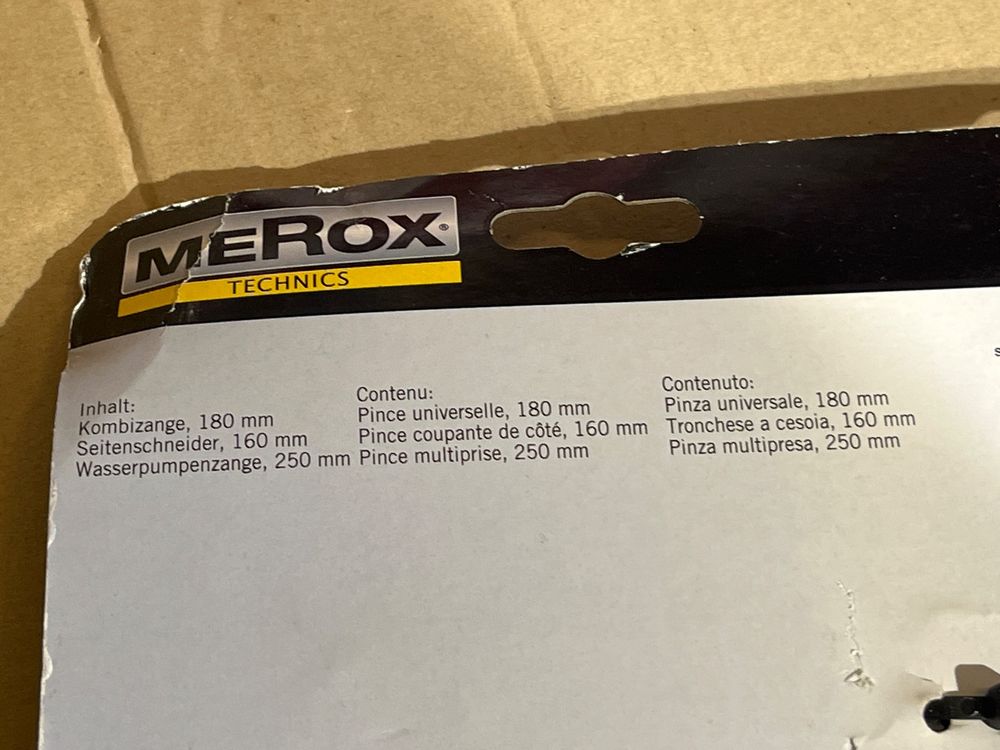 MEROX®
TECHNICS
Inhalt:
Kombizange, 180 mm
Seitenschneider, 160 mm
Wasserpumpenzange, 250 mm
Contenu:
Pince universelle, 180 mm
Pince coupante de côté, 160 mm
Pince multiprise, 250 mm
Contenuto:
Pinza universale, 180 mm
Tronchese a cesoia, 160 mm
Pinza multipresa, 250 mm